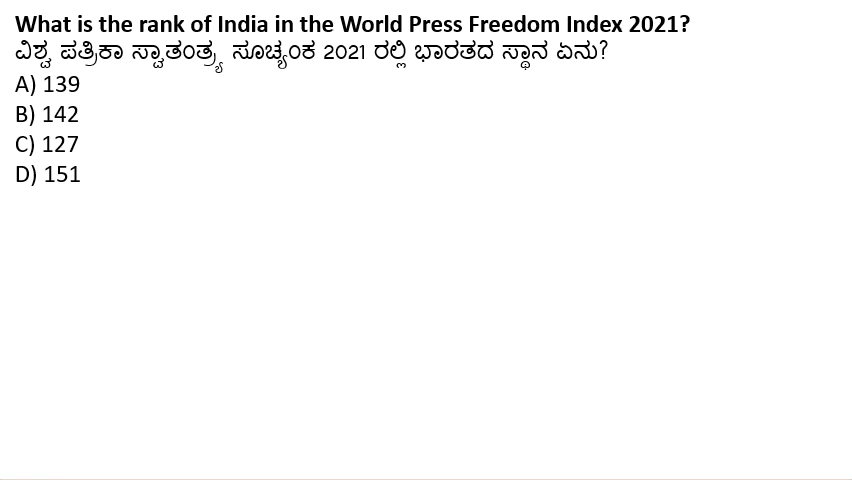 What is the rank of India in the World Press Freedom Index 2021?
ವಿಶ್ವ ಪತ್ರಿಕಾ ಸ್ವಾತಂತ್ರ್ಯ ಸೂಚ್ಯಂಕ 2021 ರಲ್ಲಿ ಭಾರತದ ಸ್ಥಾನ ಏನು?
A) 139
B) 142
C) 127
D) 151